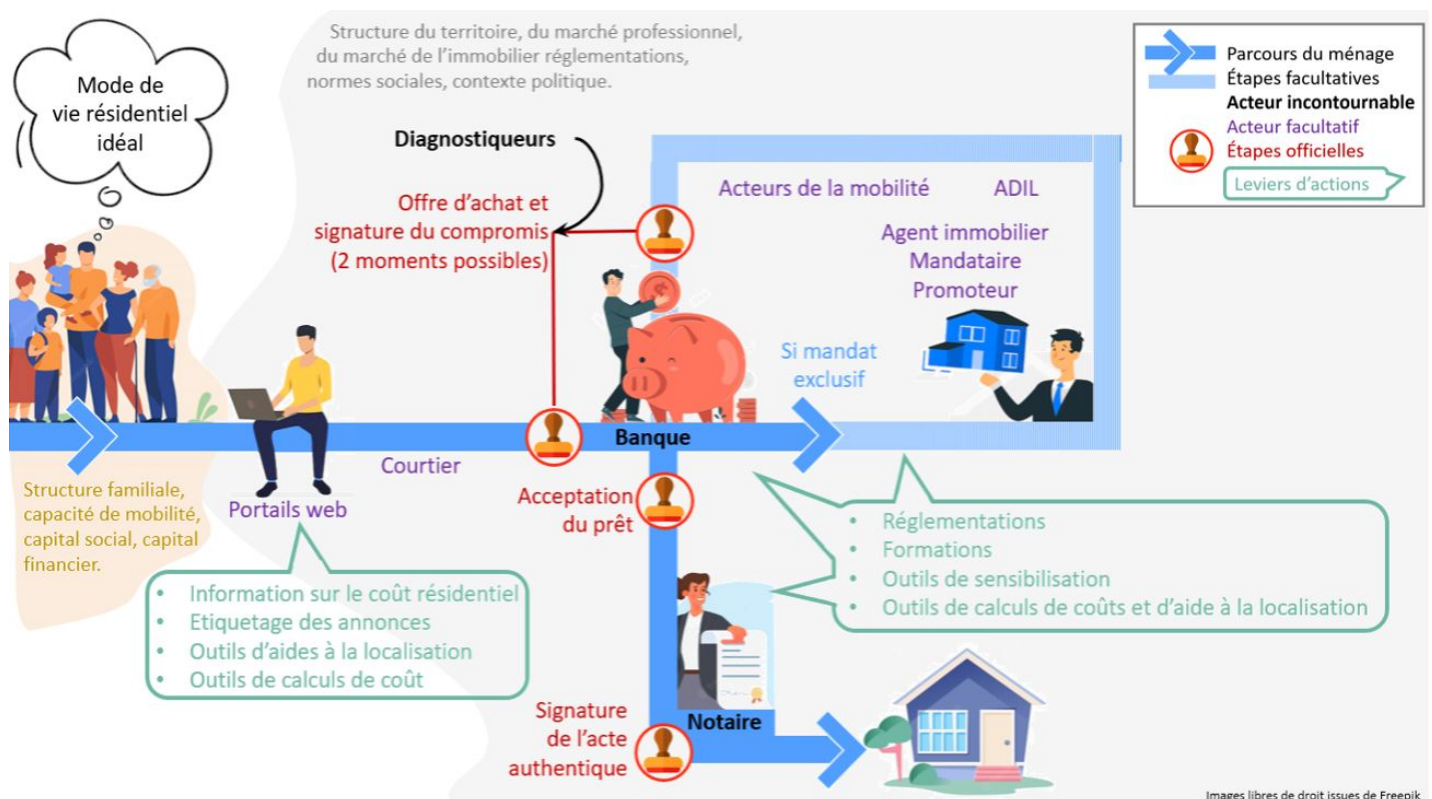 Mode de
vie résidentiel
idéal
Structure du territoire, du marché professionnel,
du marché de l'immobilier réglementations,
normes sociales, contexte politique.
Parcours du ménage
Étapes facultatives
Acteur incontournable
Acteur facultatif
Étapes officielles
Leviers d'actions
Diagnostiqueurs
Offre d'achat et
signature du compromis
(2 moments possibles)
Acteurs de la mobilité
ADIL
Agent immobilier
Mandataire
Promoteur
Si mandat
exclusif
Banque
Courtier
Portails web
Structure familiale,
capacité de mobilité,
capital social, capital
financier.
Acceptation
du prêt
• Information sur le coût résidentiel
• Etiquetage des annonces
• Outils d'aides à la localisation
• Outils de calculs de coût
• Réglementations
• Formations
• Outils de sensibilisation
• Outils de calculs de coûts et d'aide à la localisation
Signature
de l'acte
authentique
Notaire
Images libres de droit issues de Freepik